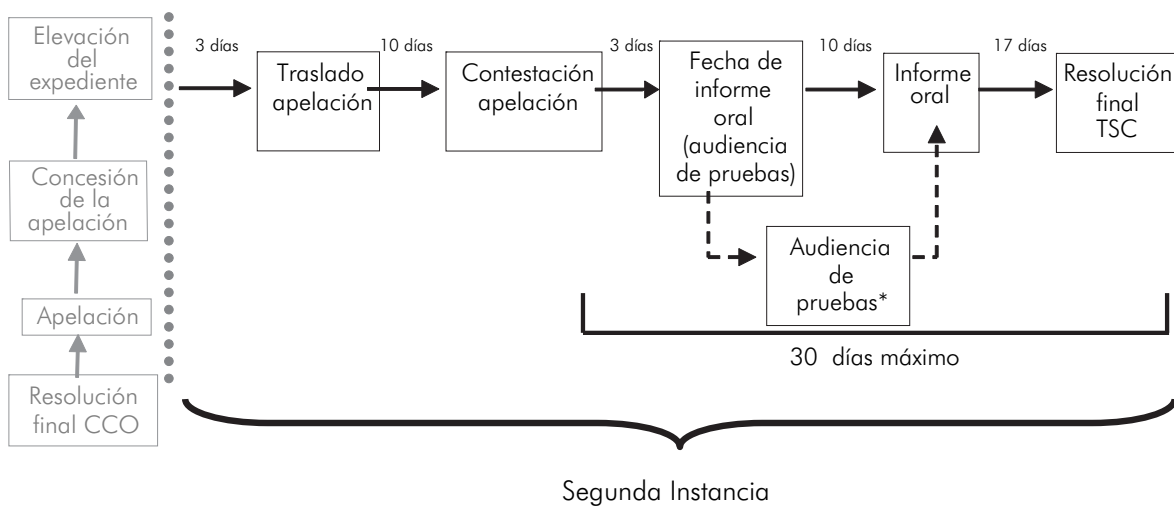 Elevación
del
expediente
Concesión
de la
apelación
Apelación
Resolución
final CCO
3 días
Traslado
apelación
10 días
Contestación
apelación
3 días
Fecha de
informe
oral
(audiencia
de pruebas)
10 días
Informe
oral
17 días
Resolución
final
TSC
Audiencia
de
pruebas*
30 días máximo
Segunda Instancia